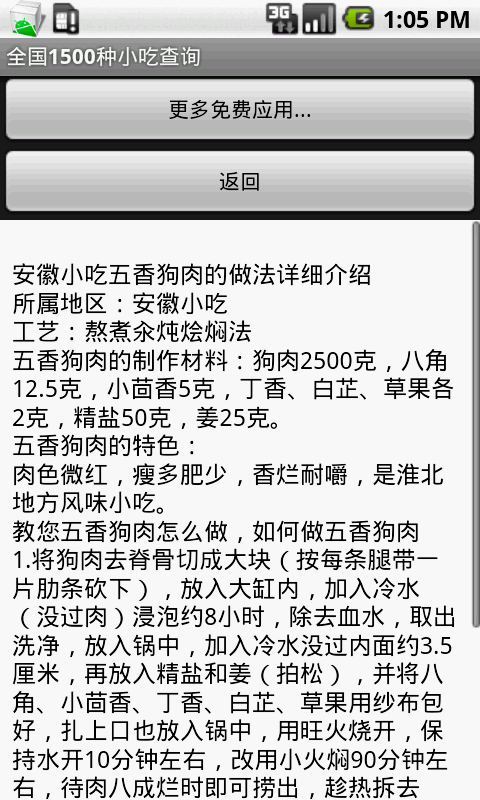 3G
1:05 PM
全国1500种小吃查询
更多免费应用...
返回
安徽小吃五香狗肉的做法详细介绍
所属地区：安徽小吃
工艺：熬煮汆炖烩焖法
五香狗肉的制作材料：狗肉2500克，八角
12.5克，小茴香5克，丁香、白芷、草果各
2克，精盐50克，姜25克。
五香狗肉的特色：
肉色微红，瘦多肥少，香烂耐嚼，是淮北
地方风味小吃。
教您五香狗肉怎么做，如何做五香狗肉
1.将狗肉去脊骨切成大块（按每条腿带一
片肋条砍下），放入大缸内，加入冷水
（没过肉）浸泡约8小时，除去血水，取出
洗净，放入锅中，加入冷水没过内面约3.5
厘米，再放入精盐和姜（拍松），并将八
角、小茴香、丁香、白芷、草果用纱布包
好，扎上口也放入锅中，用旺火烧开，保
持水开10分钟左右，改用小火焖90分钟左
右，待肉八成烂时即可捞出，趁热拆去